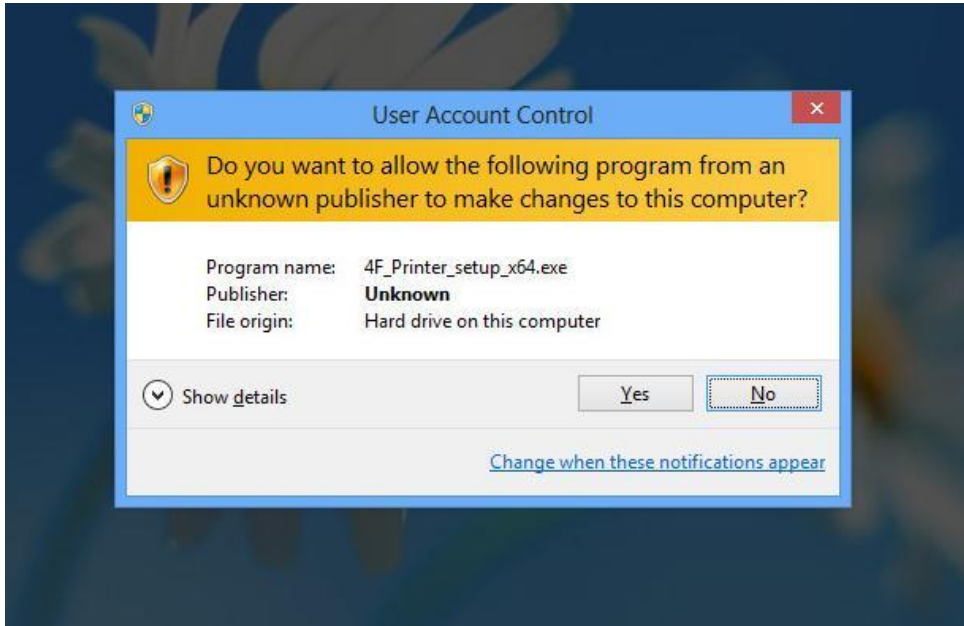 User Account Control
Do you want to allow the following program from an
unknown publisher to make changes to this computer?
Program name: 4F_Printer_setup_x64.exe
Publisher: Unknown
File origin: Hard drive on this computer
Show details
Yes
No
Change when these notifications appear